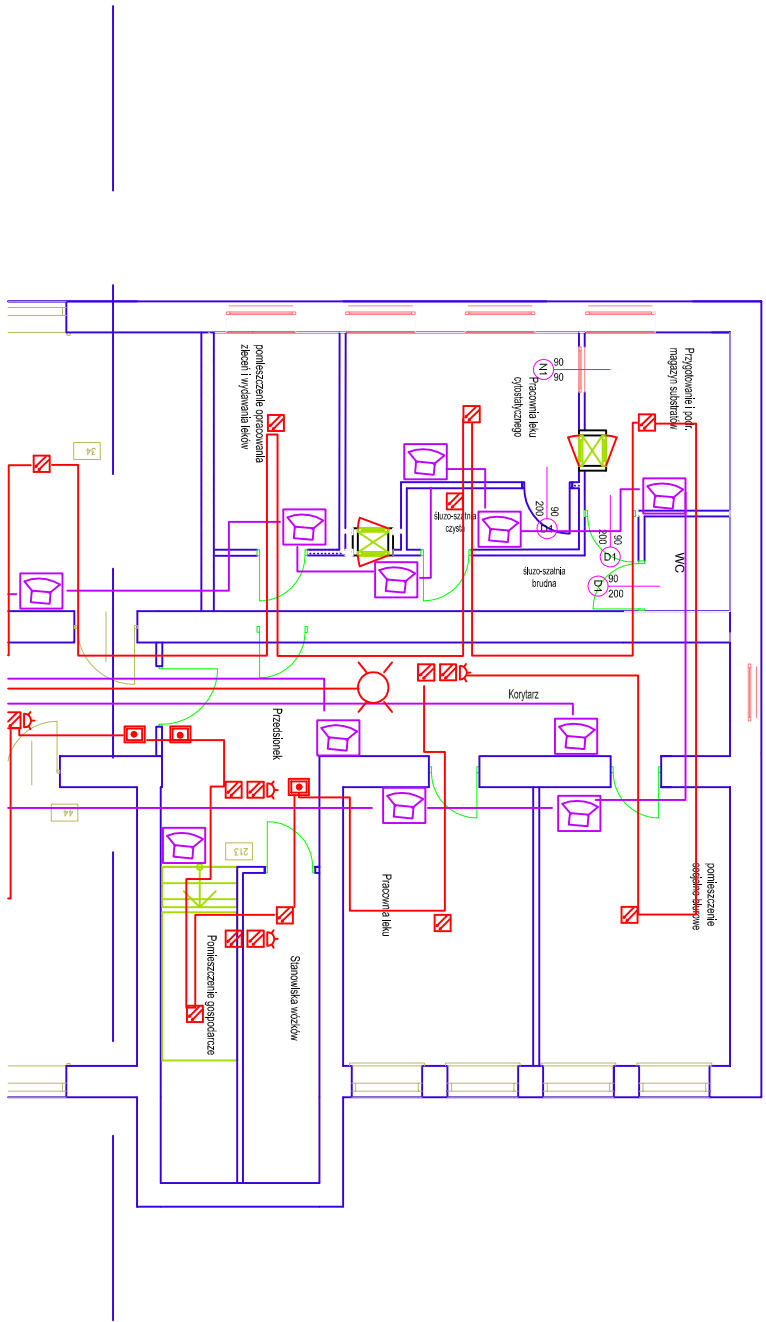 pomieszczenie opracowania
zleceń i wydawania leków
Pracownia leku
cytostatycznego
Przygotowanie i podr.
magazyn substratów
N1
90
90
34
śluzo-szatnia
czysta
90
200
śluzo-szatnia
brudna
90
200
D1
D1
90
200
WC
Korytarz
Przedsionek
44
213
Pracownia leku
pomieszczenie
socjalno-biurowe
Pomieszczenie gospodarcze
Stanowiska wózków